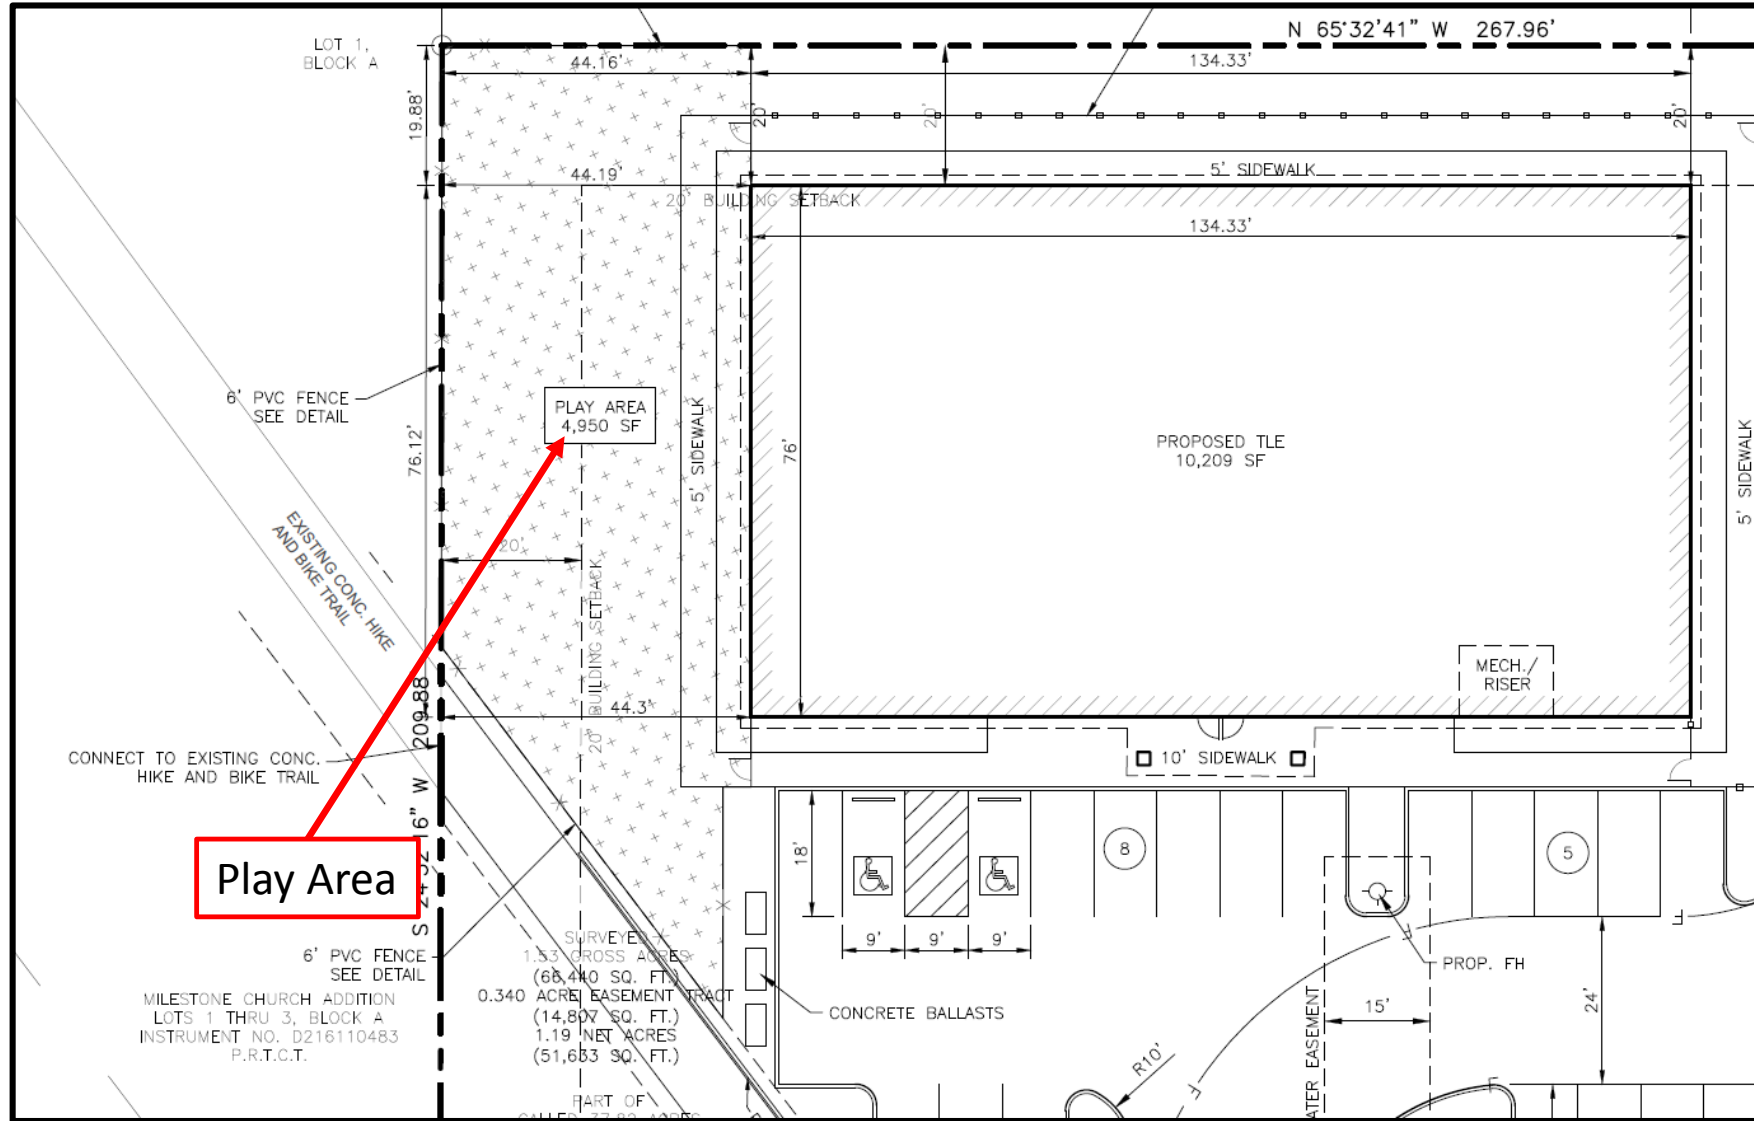 N 65°32'41" W 267.96'
LOT 1,
BLOCK A
44.16'
134.33'
19.88'
20'
20'
20'
44.19'
5' SIDEWALK
20' BUILDING SETBACK
134.33'
6' PVC FENCE
SEE DETAIL
PLAY AREA
4,950 SF
76.12'
5' SIDEWALK
76'
PROPOSED TLE
10,209 SF
5' SIDEWALK
EXISTING CONC. HIKE
AND BIKE TRAIL
20'
20' BUILDING SETBACK
MECH./
RISER
44.3'
CONNECT TO EXISTING CONC.
HIKE AND BIKE TRAIL
10' SIDEWALK
18'
8
5
Play Area
9'
9'
9'
6' PVC FENCE
SEE DETAIL
SURVEYED
1.53 GROSS ACRES
(66,440 SQ. FT.)
0.340 ACRE EASEMENT TRACT
(14,807 SQ. FT.)
1.19 NET ACRES
(51,633 SQ. FT.)
MILESTONE CHURCH ADDITION
LOTS 1 THRU 3, BLOCK A
INSTRUMENT NO. D216110483
P.R.T.C.T.
CONCRETE BALLASTS
PROP. FH
15'
24'
R10'
F
F
F
PART OF